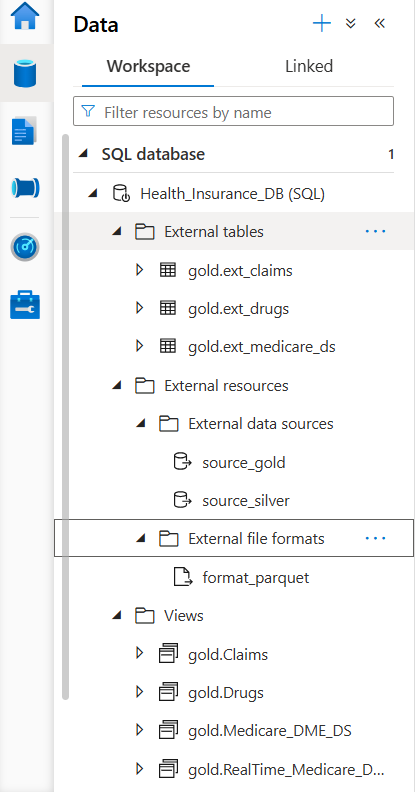 Data
Workspace Linked
Filter resources by name
SQL database 1
Health_Insurance_DB (SQL)
External tables
gold.ext_claims
gold.ext_drugs
gold.ext_medicare_ds
External resources
External data sources
source_gold
source_silver
External file formats
format_parquet
Views
gold.Claims
gold.Drugs
gold.Medicare_DME_DS
gold.RealTime_Medicare_D...